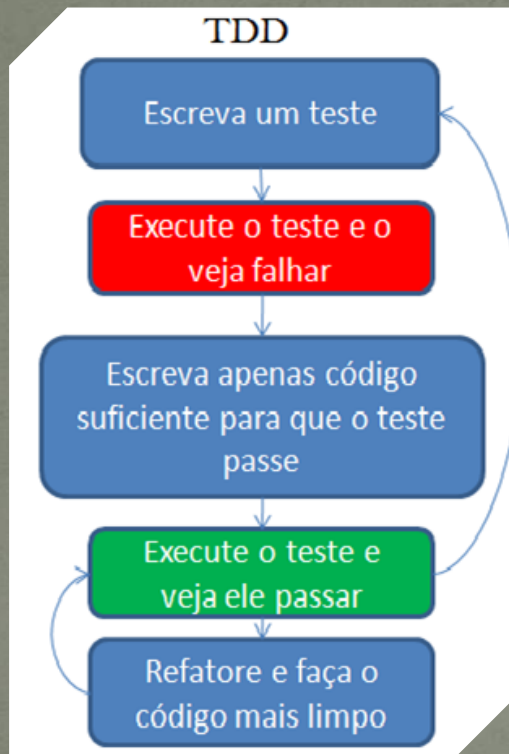 TDD
Escreva um teste
Execute o teste e o
veja falhar
Escreva apenas código
suficiente para que o teste
passe
Execute o teste e
veja ele passar
Refatore e faça o
código mais limpo